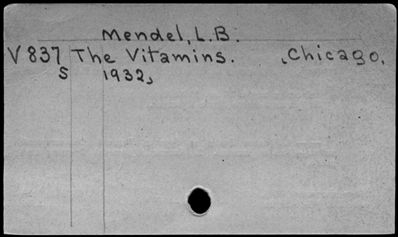 Mendel, L.B.
V837 The Vitamins. , Chicago,
S 1932,